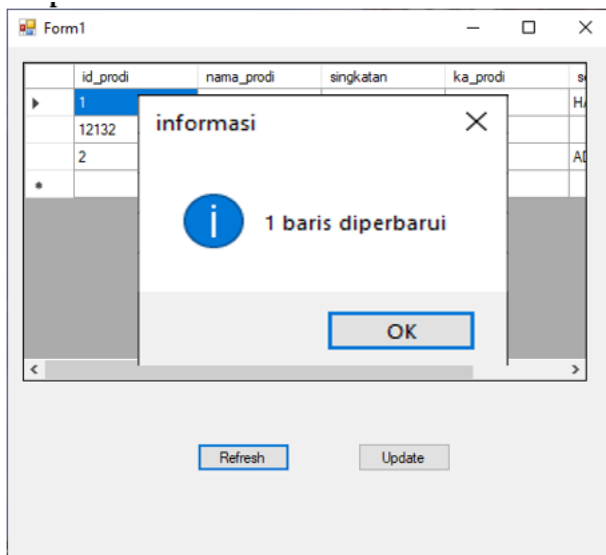 Form1
id_prodi nama_prodi singkatan ka_prodi
1
12132
2
informasi
1 baris diperbarui
OK
Refresh Update